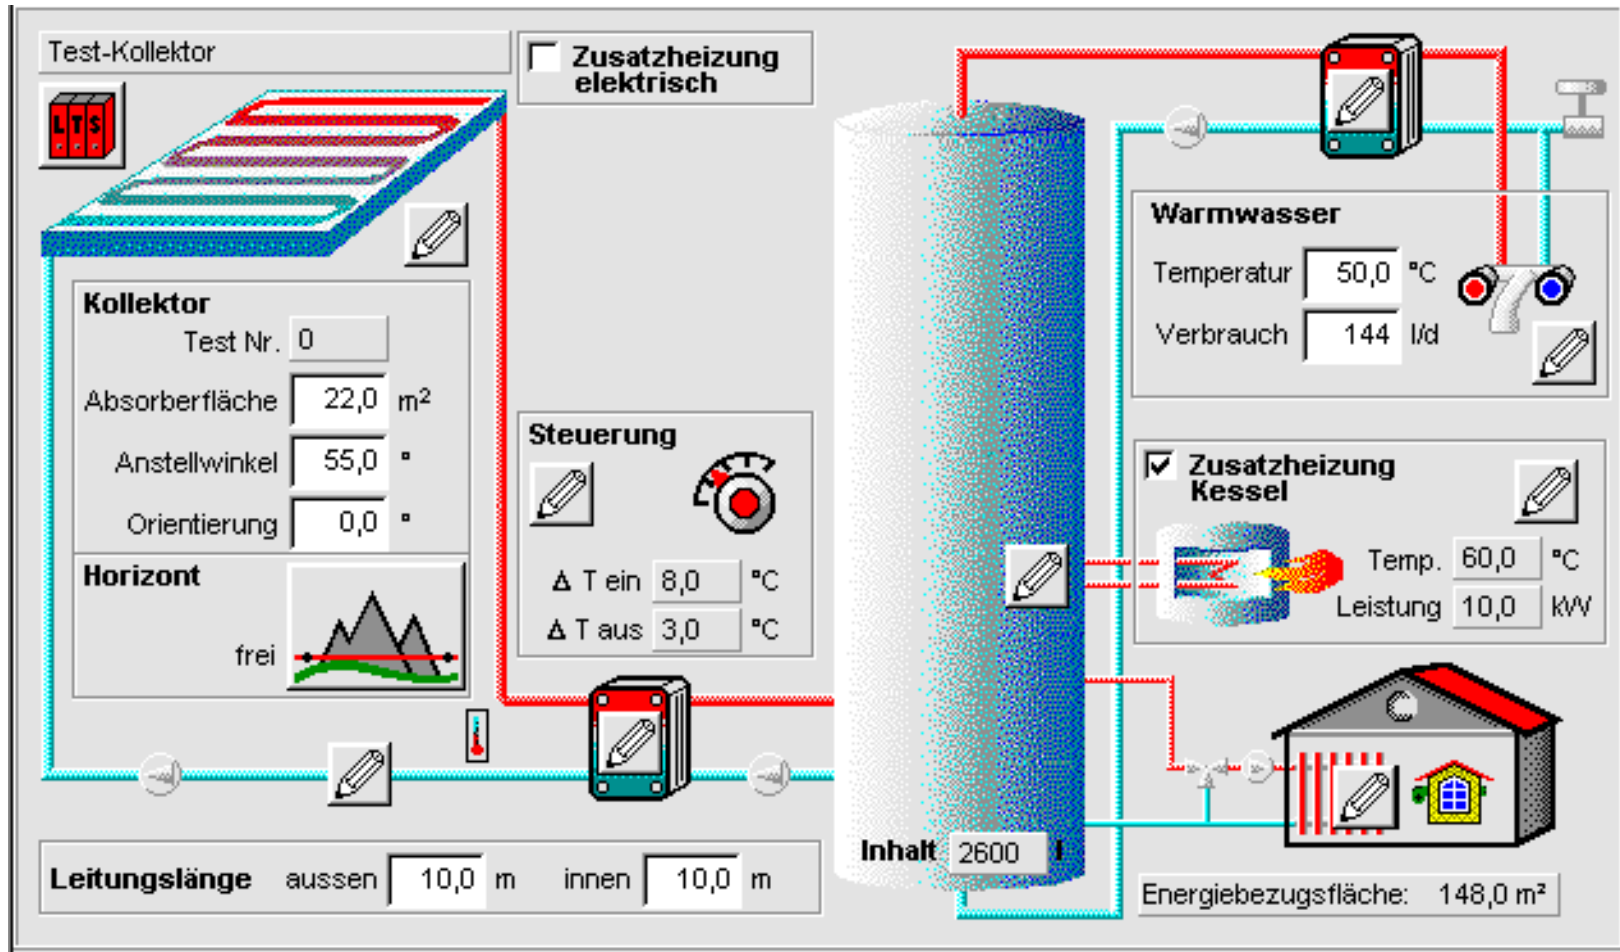 Test-Kollektor
Zusatzheizung
elektrisch
LTS
Kollektor
Test Nr. 0
Absorberfläche 22,0 m²
Anstellwinkel 55,0 °
Orientierung 0,0 °
Horizont
frei
Steuerung
Δ T ein 8,0 °C
Δ T aus 3,0 °C
Leitungslänge aussen 10,0 m innen 10,0 m
Inhalt 2600 l
Warmwasser
Temperatur 50,0 °C
Verbrauch 144 l/d
Zusatzheizung
Kessel
Temp. 60,0 °C
Leistung 10,0 kW
Energiebezugsfläche: 148,0 m²